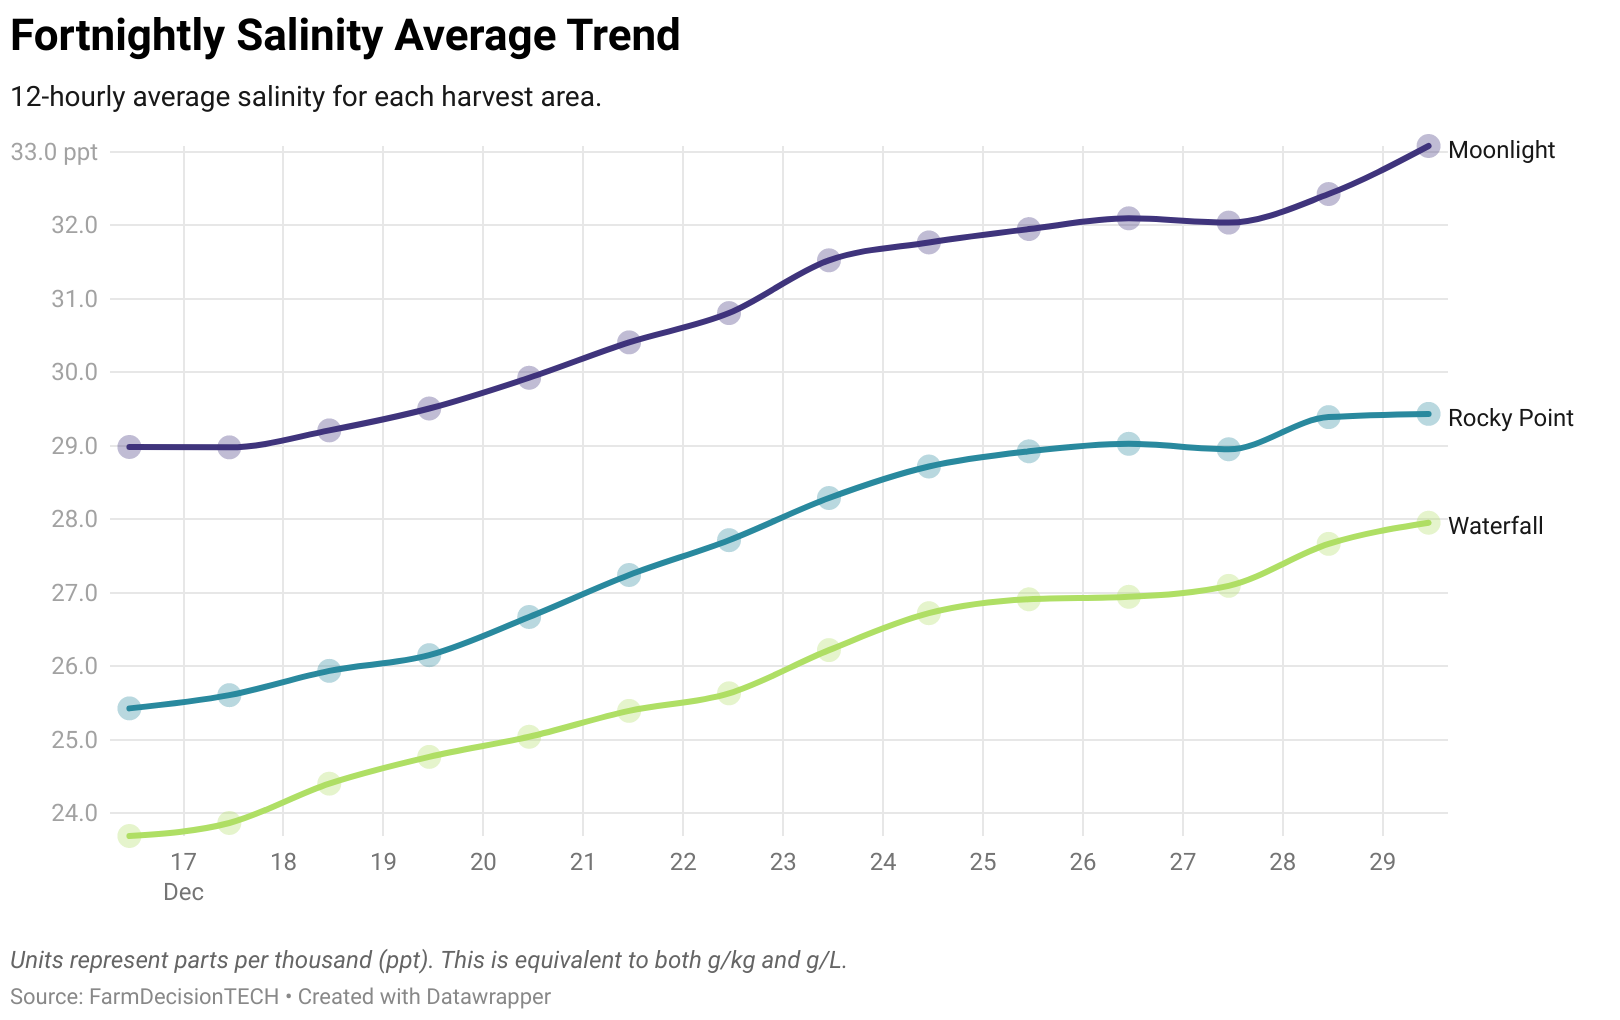 Fortnightly Salinity Average Trend
12-hourly average salinity for each harvest area.
33.0 ppt
32.0
31.0
30.0
29.0
28.0
27.0
26.0
25.0
24.0
Moonlight
Rocky Point
Waterfall
17 18 19 20 21 22 23 24 25 26 27 28 29
Dec
Units represent parts per thousand (ppt). This is equivalent to both g/kg and g/L.
Source: FarmDecisionTECH • Created with Datawrapper